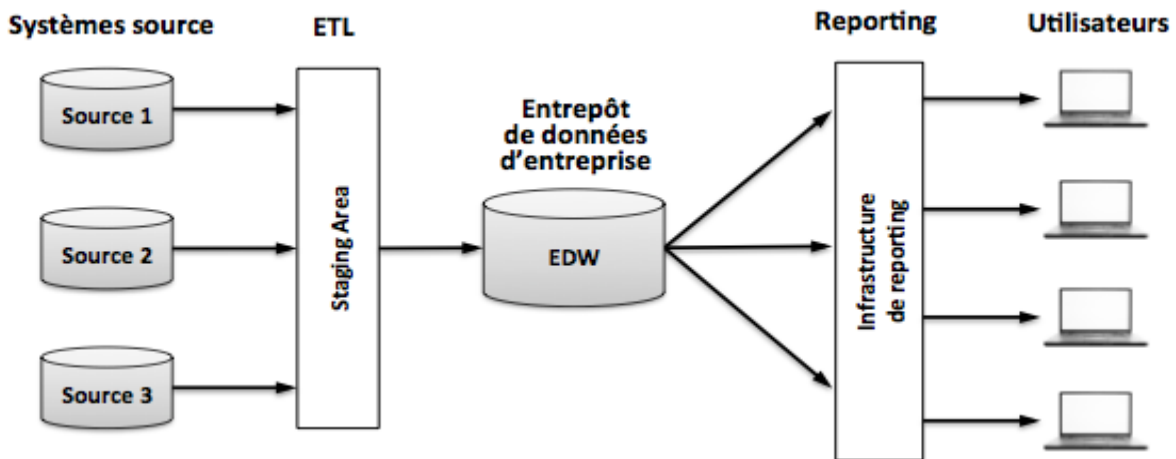 Systèmes source
ETL
Reporting
Utilisateurs
Source 1
Source 2
Source 3
Staging Area
Entrepôt
de données
d’entreprise
EDW
Infrastructure
de reporting